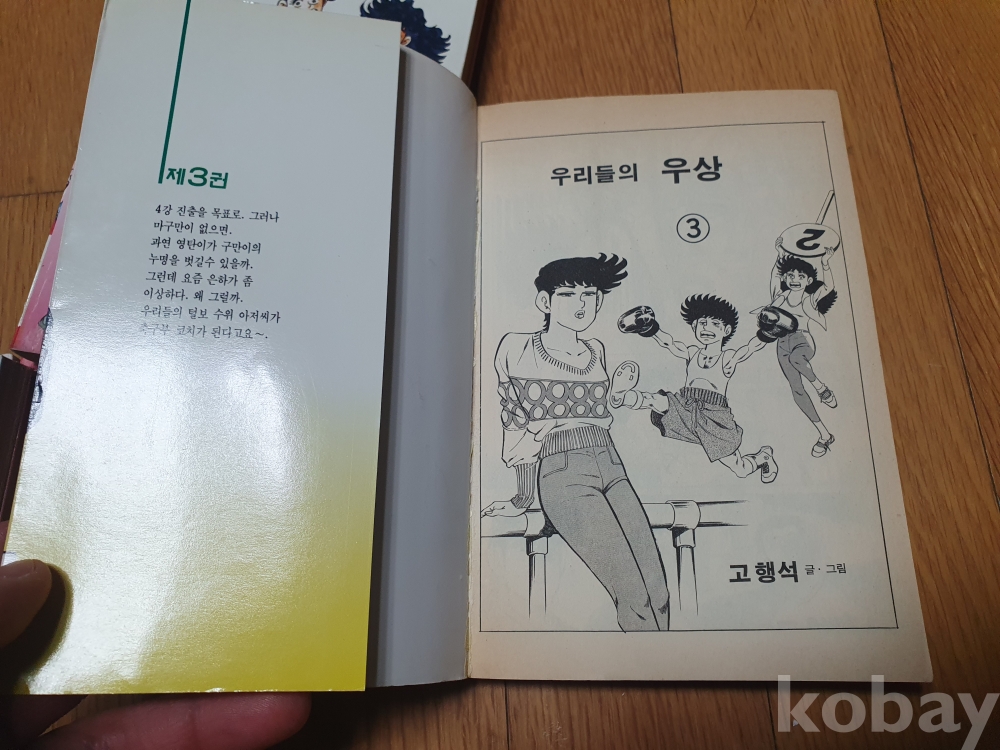 제3권
4강 진출을 목표로. 그러나
마구만이 없으면.
과연 영탄이가 구만이의
누명을 벗길수 있을까.
그런데 요즘 은하가 좀
이상하다. 왜 그럴까.
우리들의 털보 수위 아저씨가
축구부 코치가 된다고요~.
우리들의 우상
③
2
고행석 글·그림
kobay